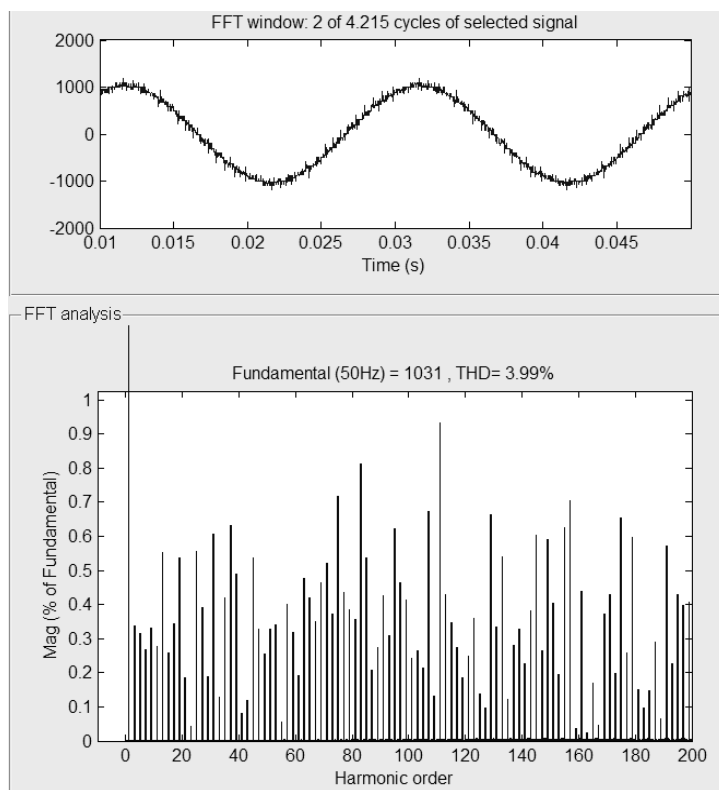 FFT window: 2 of 4.215 cycles of selected signal
2000
1000
0
-1000
-2000
0.01 0.015 0.02 0.025 0.03 0.035 0.04 0.045
Time (s)
FFT analysis
Fundamental (50Hz) = 1031 , THD= 3.99%
Mag (% of Fundamental)
1
0.9
0.8
0.7
0.6
0.5
0.4
0.3
0.2
0.1
0
0 20 40 60 80 100 120 140 160 180 200
Harmonic order